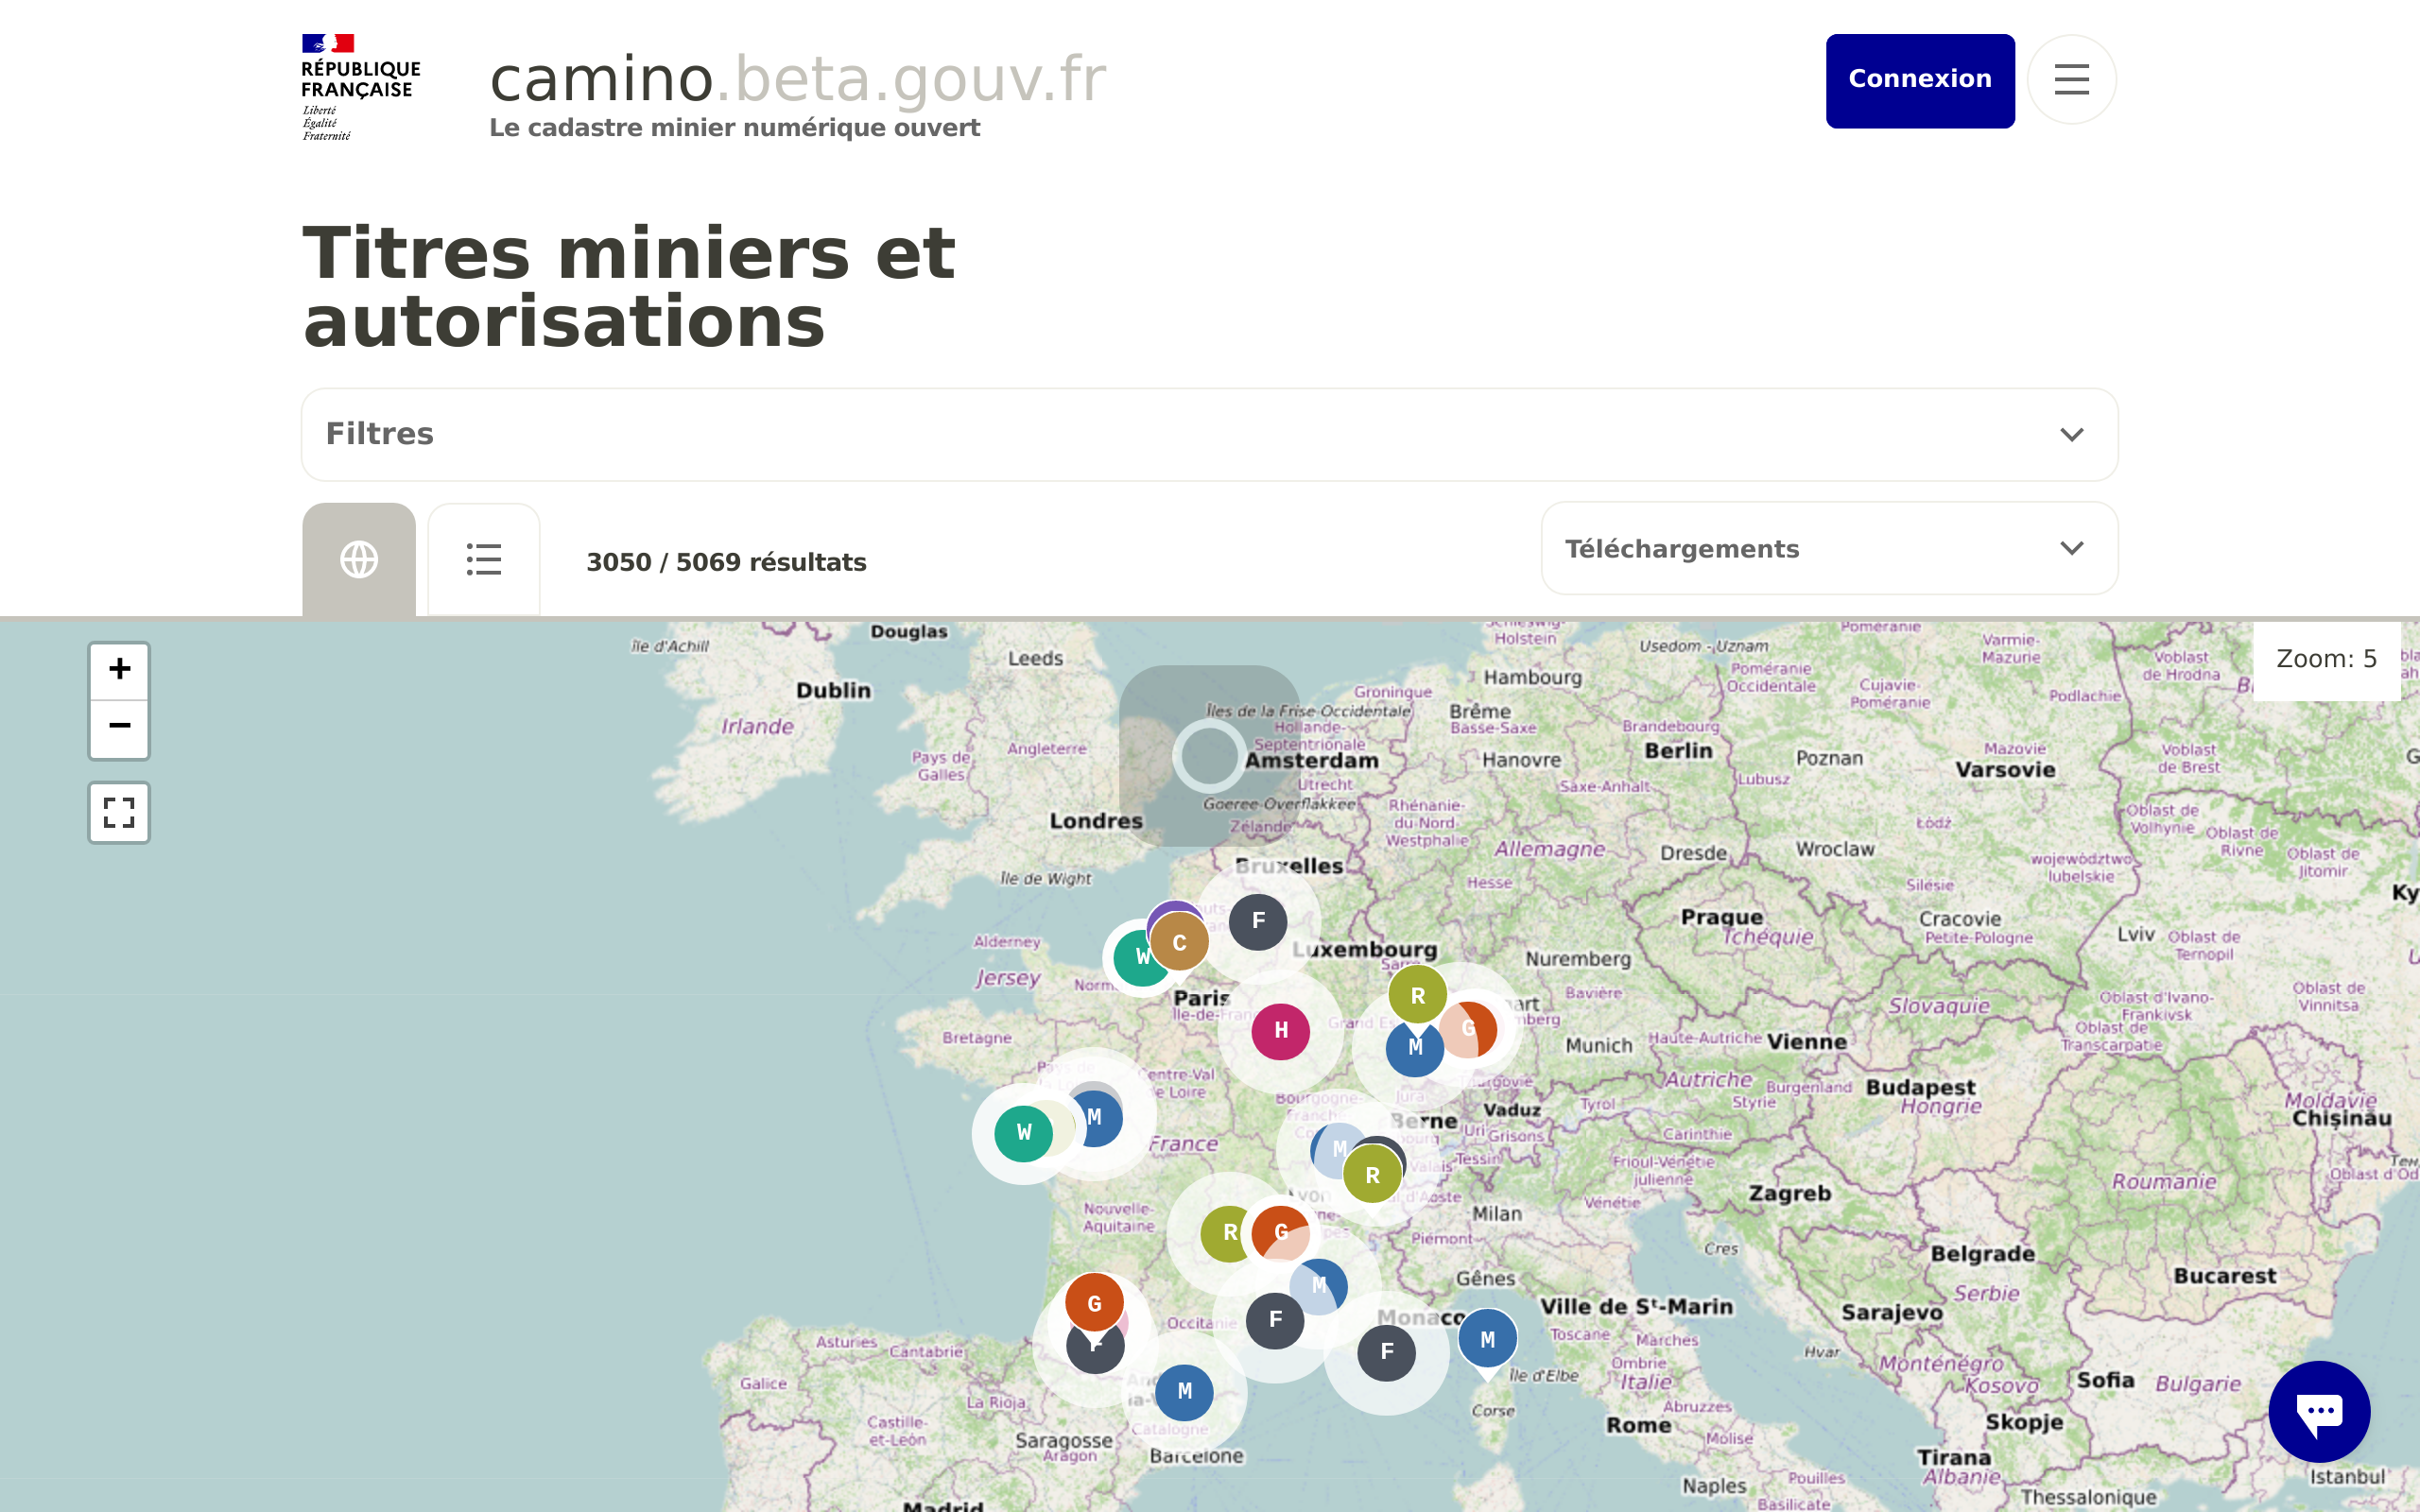 RÉPUBLIQUE
FRANÇAISE
Liberté
Égalité
Fraternité
camino.beta.gouv.fr
Le cadastre minier numérique ouvert
Connexion
Titres miniers et
autorisations
Filtres
3050 / 5069 résultats
Téléchargements
+
−
Zoom: 5
île d'Achill
Douglas
Leeds
Dublin
Irlande
Angleterre
Pays de
Galles
Londres
Île de Wight
Holstein
Usedom - Uznam
Poméranie
Varmie-
Mazurie
Hambourg
Poméranie
Occidentale
Cujavie-
Poméranie
Podlachie
Voblast
de Hrodna
Groningue
Îles de la Frise Occidentale
Brême
Basse-Saxe
Brandebourg
Hollande-
Septentrionale
Amsterdam
Utrecht
Hanovre
Berlin
Poznan
Mazovie
Varsovie
Voblast
de Brest
Saxe-Anhalt
Lubusz
Goeree-Overflakkee
Zélande
Rhénanie-
du-Nord-
Westphalie
Łódź
Oblast de
Volhynie
Oblast de
Rivne
Oblast de
Jitomir
Allemagne
Dresde
Wroclaw
województwo
lubelskie
Bruxelles
Hesse
Silésie
Ky
F
C
W
Prague
Tchéquie
Cracovie
Petite-Pologne
Lviv
Oblast de
Ternopil
Alderney
Jersey
Luxembourg
Nuremberg
Paris
Bavière
Slovaquie
Oblast d'Ivano-
Frankivsk
Oblast de
Vinnitsa
R
G
M
H
Bretagne
Munich
Haute-Autriche
Vienne
Oblast de
Transcarpatie
Centre-Val
de Loire
M
W
Jura
Vaduz
Tyrol
Autriche
Styrie
Burgenland
Budapest
Hongrie
Moldavie
Chișinău
France
Berne
Uri
Grisons
Carinthie
M
R
Valais
Tessin
Frioul-Vénétie
julienne
Zagreb
Roumanie
Oblast d'Od
Nouvelle-
Aquitaine
R
G
Milan
Vénétie
Piémont
Cres
Belgrade
Serbie
Bucarest
Gênes
M
G
F
Occitanie
F
Monaco
F
M
Ville de Sᵗ-Marin
Toscane
Marches
Sarajevo
Asturies
Cantabrie
Hvar
Monténégro
Kosovo
Sofia
Bulgarie
Ombrie
Italie
Île d'Elbe
Galice
La Rioja
M
Corse
Abruzzes
Rome
Skopje
Castille-
et-León
Catalogne
Saragosse
Aragon
Barcelone
Molise
Tirana
Albanie
Istanbul
Naples
Pouilles
Basilicate
Thessalonique
Madrid